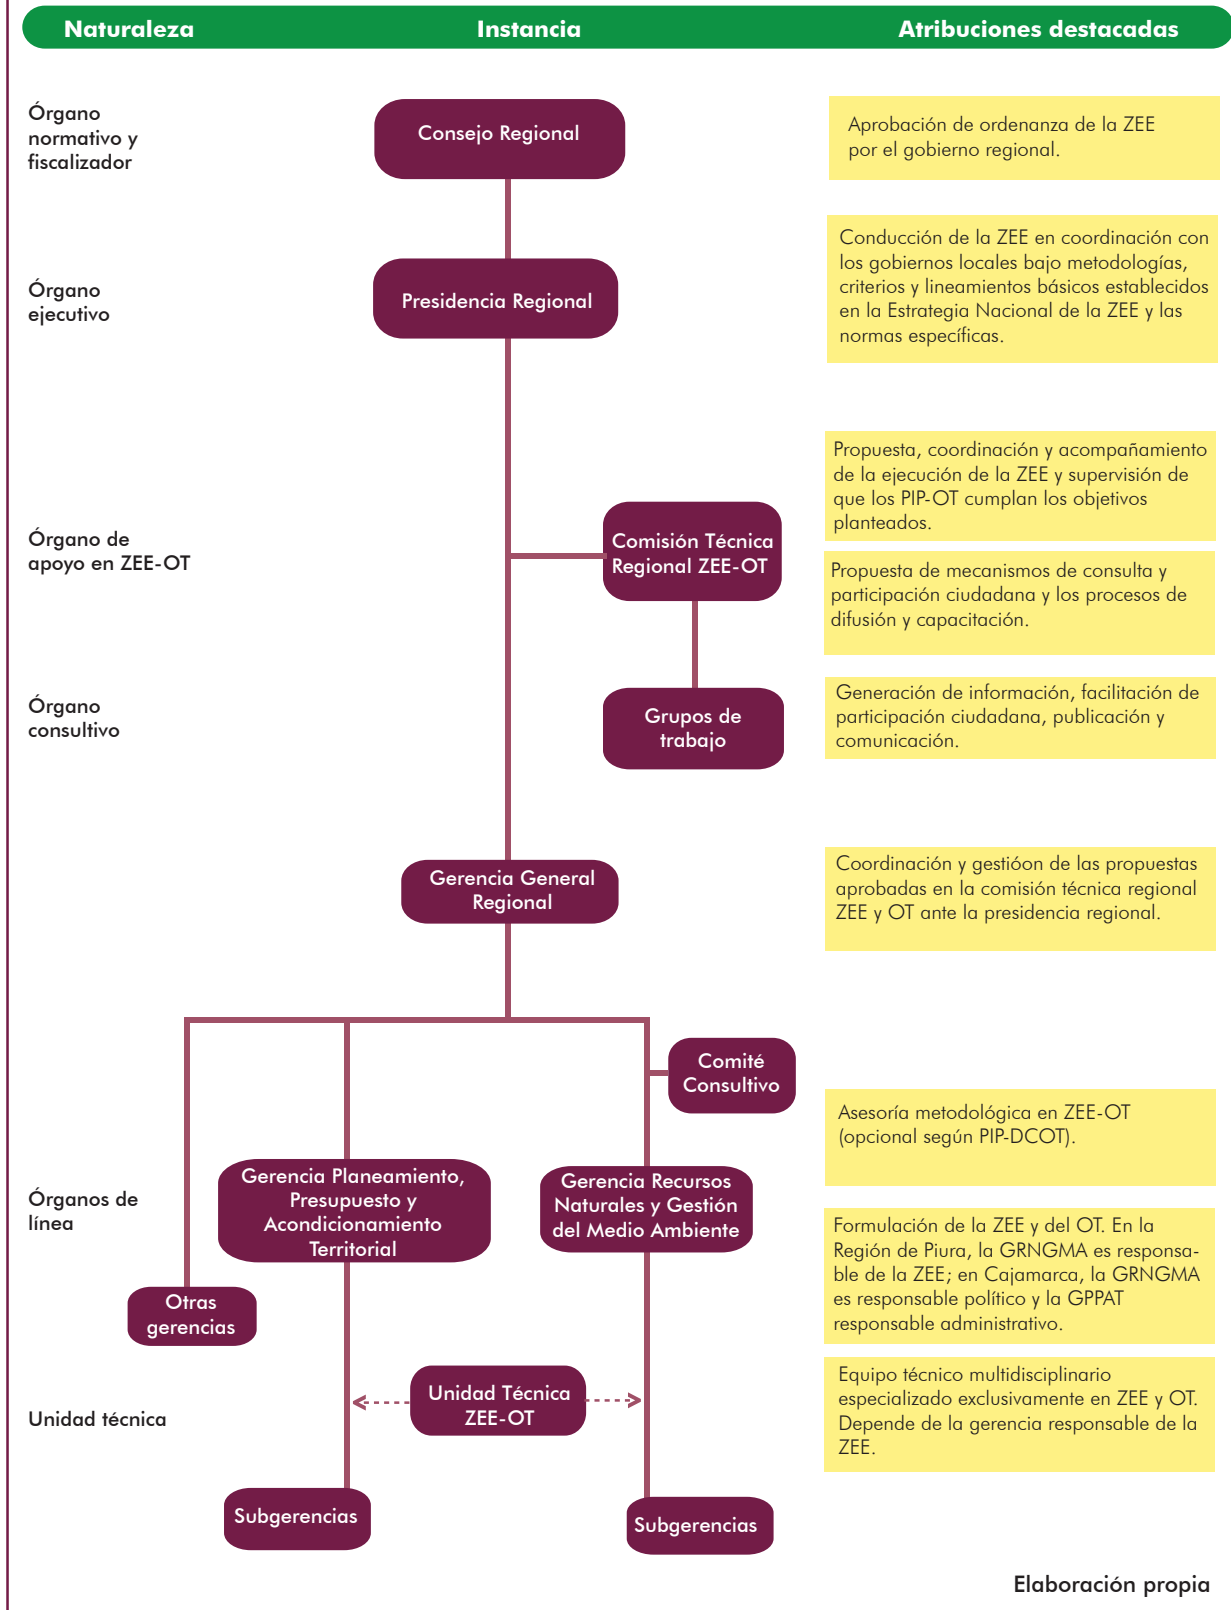 Naturaleza
Instancia
Atribuciones destacadas
Órgano
normativo y
fiscalizador
Consejo Regional
Aprobación de ordenanza de la ZEE
por el gobierno regional.
Órgano
ejecutivo
Presidencia Regional
Conducción de la ZEE en coordinación con
los gobiernos locales bajo metodologías,
criterios y lineamientos básicos establecidos
en la Estrategia Nacional de la ZEE y las
normas específicas.
Órgano de
apoyo en ZEE-OT
Comisión Técnica
Regional ZEE-OT
Propuesta, coordinación y acompañamiento
de la ejecución de la ZEE y supervisión de
que los PIP-OT cumplan los objetivos
planteados.
Propuesta de mecanismos de consulta y
participación ciudadana y los procesos de
difusión y capacitación.
Órgano
consultivo
Grupos de
trabajo
Generación de información, facilitación de
participación ciudadana, publicación y
comunicación.
Gerencia General
Regional
Coordinación y gestióon de las propuestas
aprobadas en la comisión técnica regional
ZEE y OT ante la presidencia regional.
Comité
Consultivo
Asesoría metodológica en ZEE-OT
(opcional según PIP-DCOT).
Órganos de
línea
Gerencia Planeamiento,
Presupuesto y
Acondicionamiento
Territorial
Gerencia Recursos
Naturales y Gestión
del Medio Ambiente
Formulación de la ZEE y del OT. En la
Región de Piura, la GRNGMA es responsa-
ble de la ZEE; en Cajamarca, la GRNGMA
es responsable político y la GPPAT
responsable administrativo.
Otras
gerencias
Unidad técnica
Unidad Técnica
ZEE-OT
Equipo técnico multidisciplinario
especializado exclusivamente en ZEE y OT.
Depende de la gerencia responsable de la
ZEE.
Subgerencias
Subgerencias
Elaboración propia